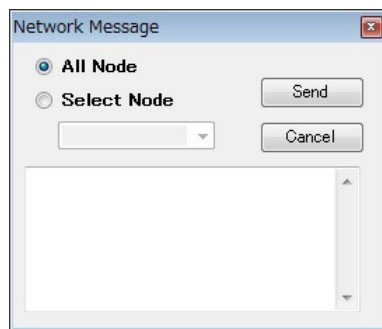 Network Message
All Node
Select Node
Send
Cancel